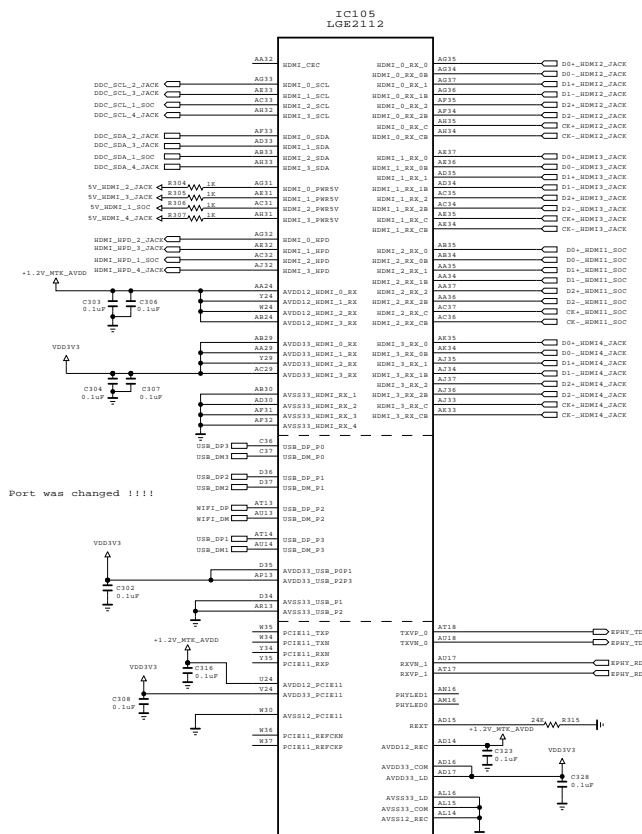 IC105
LGE2112
AA32 HDMI_CEC
DDC_SCL_2_JACK AG33 HDMI_0_SCL
DDC_SCL_3_JACK AE33 HDMI_1_SCL
DDC_SCL_1_SOC AC33 HDMI_2_SCL
DDC_SCL_4_JACK AH32 HDMI_3_SCL
DDC_SDA_2_JACK AF33 HDMI_0_SDA
DDC_SDA_3_JACK AD33 HDMI_1_SDA
DDC_SDA_1_SOC AB33 HDMI_2_SDA
DDC_SDA_4_JACK AH33 HDMI_3_SDA
5V_HDMI_2_JACK R304 1K AG31 HDMI_0_PWR5V
5V_HDMI_3_JACK R305 1K AE31 HDMI_1_PWR5V
5V_HDMI_1_SOC R306 1K AC31 HDMI_2_PWR5V
5V_HDMI_4_JACK R307 1K AH31 HDMI_3_PWR5V
HDMI_HPD_2_JACK AG32 HDMI_0_HPD
HDMI_HPD_3_JACK AE32 HDMI_1_HPD
HDMI_HPD_1_SOC AC32 HDMI_2_HPD
HDMI_HPD_4_JACK AJ32 HDMI_3_HPD
+1.2V_MTK_AVDD
AA24 AVDD12_HDMI_0_RX
Y24 AVDD12_HDMI_1_RX
W24 AVDD12_HDMI_2_RX
AB24 AVDD12_HDMI_3_RX
C303 0.1uF
C306 0.1uF
VDD3V3
AB29 AVDD33_HDMI_0_RX
AA29 AVDD33_HDMI_1_RX
Y29 AVDD33_HDMI_2_RX
AC29 AVDD33_HDMI_3_RX
C304 0.1uF
C307 0.1uF
AB30 AVSS33_HDMI_RX_1
AD30 AVSS33_HDMI_RX_2
AF31 AVSS33_HDMI_RX_3
AF32 AVSS33_HDMI_RX_4
USB_DP3 C36 USB_DP_P0
USB_DM3 C37 USB_DM_P0
USB_DP2 D36 USB_DP_P1
USB_DM2 D37 USB_DM_P1
Port was changed !!!!
WIFI_DP AT13 USB_DP_P2
WIFI_DM AU13 USB_DM_P2
USB_DP1 AT14 USB_DP_P3
USB_DM1 AU14 USB_DM_P3
VDD3V3
D35 AVDD33_USB_P0P1
AP13 AVDD33_USB_P2P3
C302 0.1uF
D34 AVSS33_USB_P1
AR13 AVSS33_USB_P2
W35 PCIE11_TXP
W34 PCIE11_TXN
Y34 PCIE11_RXN
Y35 PCIE11_RXP
+1.2V_MTK_AVDD
C316 0.1uF
VDD3V3
U24 AVDD12_PCIE11
V24 AVDD33_PCIE11
C308 0.1uF
W30 AVSS12_PCIE11
W36 PCIE11_REFCKN
W37 PCIE11_REFCKP
HDMI_0_RX_0 AG35 D0+_HDMI2_JACK
HDMI_0_RX_0B AG34 D0-_HDMI2_JACK
HDMI_0_RX_1 AG37 D1+_HDMI2_JACK
HDMI_0_RX_1B AG36 D1-_HDMI2_JACK
HDMI_0_RX_2 AF35 D2+_HDMI2_JACK
HDMI_0_RX_2B AF34 D2-_HDMI2_JACK
HDMI_0_RX_C AH35 CK+_HDMI2_JACK
HDMI_0_RX_CB AH34 CK-_HDMI2_JACK
HDMI_1_RX_0 AE37 D0+_HDMI3_JACK
HDMI_1_RX_0B AE36 D0-_HDMI3_JACK
HDMI_1_RX_1 AD35 D1+_HDMI3_JACK
HDMI_1_RX_1B AD34 D1-_HDMI3_JACK
HDMI_1_RX_2 AC35 D2+_HDMI3_JACK
HDMI_1_RX_2B AC34 D2-_HDMI3_JACK
HDMI_1_RX_C AE35 CK+_HDMI3_JACK
HDMI_1_RX_CB AE34 CK-_HDMI3_JACK
HDMI_2_RX_0 AB35 D0+_HDMI1_SOC
HDMI_2_RX_0B AB34 D0-_HDMI1_SOC
HDMI_2_RX_1 AA35 D1+_HDMI1_SOC
HDMI_2_RX_1B AA34 D1-_HDMI1_SOC
HDMI_2_RX_2 AA37 D2+_HDMI1_SOC
HDMI_2_RX_2B AA36 D2-_HDMI1_SOC
HDMI_2_RX_C AC37 CK+_HDMI1_SOC
HDMI_2_RX_CB AC36 CK-_HDMI1_SOC
HDMI_3_RX_0 AK35 D0+_HDMI4_JACK
HDMI_3_RX_0B AK34 D0-_HDMI4_JACK
HDMI_3_RX_1 AJ35 D1+_HDMI4_JACK
HDMI_3_RX_1B AJ34 D1-_HDMI4_JACK
HDMI_3_RX_2 AJ37 D2+_HDMI4_JACK
HDMI_3_RX_2B AJ36 D2-_HDMI4_JACK
HDMI_3_RX_C AJ33 CK+_HDMI4_JACK
HDMI_3_RX_CB AK33 CK-_HDMI4_JACK
TXVP_0 AT18 EPHY_TD
TXVN_0 AU18
RXVN_1 AU17 EPHY_RD
RXVP_1 AT17 EPHY_RD
PHYLED1 AN16
PHYLED0 AM16
REXT AD15 24K R315
+1.2V_MTK_AVDD
AVDD12_REC AD14
C323 0.1uF
VDD3V3
AVDD33_COM AD16
AVDD33_LD AD17
C328 0.1uF
AVSS33_LD AL16
AVSS33_COM AL15
AVSS12_REC AL14